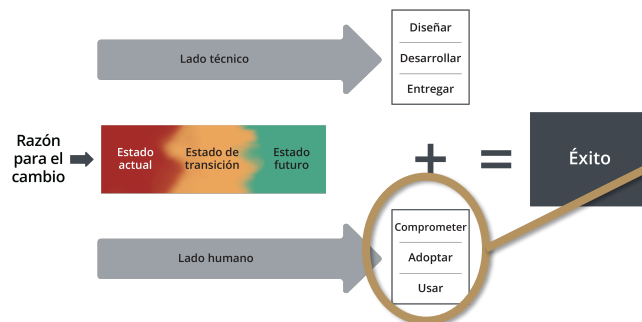 Lado técnico
Diseñar
Desarrollar
Entregar
Razón
para el
cambio
Estado
actual
Estado de
transición
Estado
futuro
+
=
Éxito
Lado humano
Comprometer
Adoptar
Usar